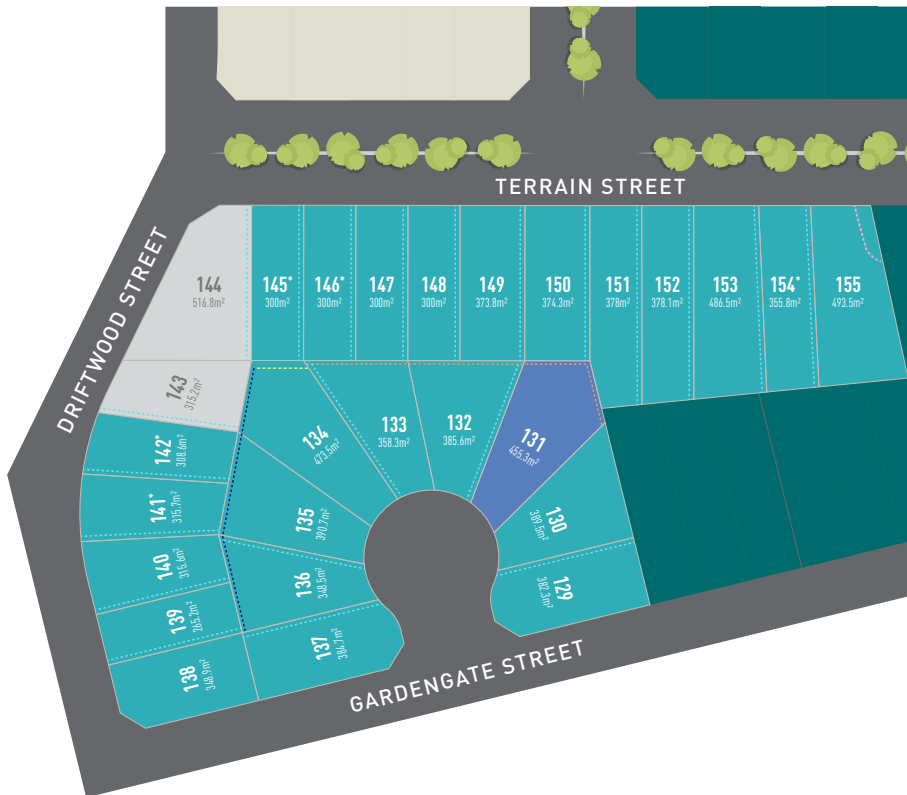 TERRAIN STREET
DRIFTWOOD STREET
144
516.8m²
145*
300m²
146*
300m²
147
300m²
148
300m²
149
373.8m²
150
374.3m²
151
378m²
152
378.1m²
153
486.5m²
154*
355.8m²
155
493.5m²
143
315.2m²
142*
308.6m²
141*
315.7m²
140
315.6m²
139
265.2m²
138
348.9m²
134
473.5m²
133
358.3m²
132
385.6m²
131
455.3m²
135
390.7m²
136
348.5m²
137
384.7m²
130
389.5m²
129
382.3m²
GARDENGATE STREET